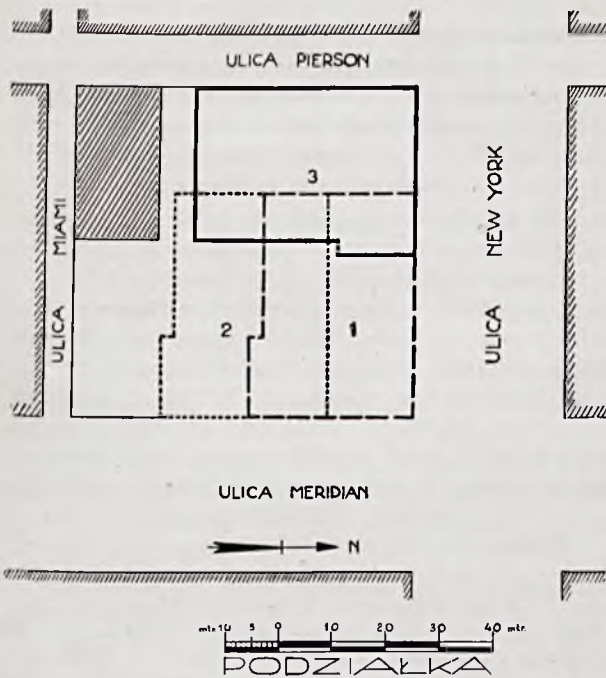 ULICA PIERSON
3
ULICA MIAMI
ULICA NEW YORK
2
1
ULICA MERIDIAN
N
mtr. 10 5 0 10 20 30 40 mtr.
PODZIAŁKA